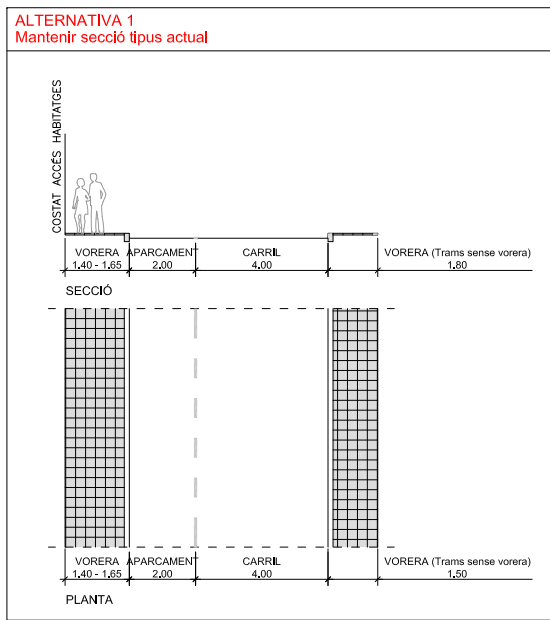 ALTERNATIVA 1
Mantenir secció tipus actual
COSTAT ACCÉS HABITATGES
VORERA APARCAMENT CARRIL VORERA (Trams sense vorera)
1.40 - 1.65 2.00 4.00 1.80
SECCIÓ
VORERA APARCAMENT CARRIL VORERA (Trams sense vorera)
1.40 - 1.65 2.00 4.00 1.50
PLANTA